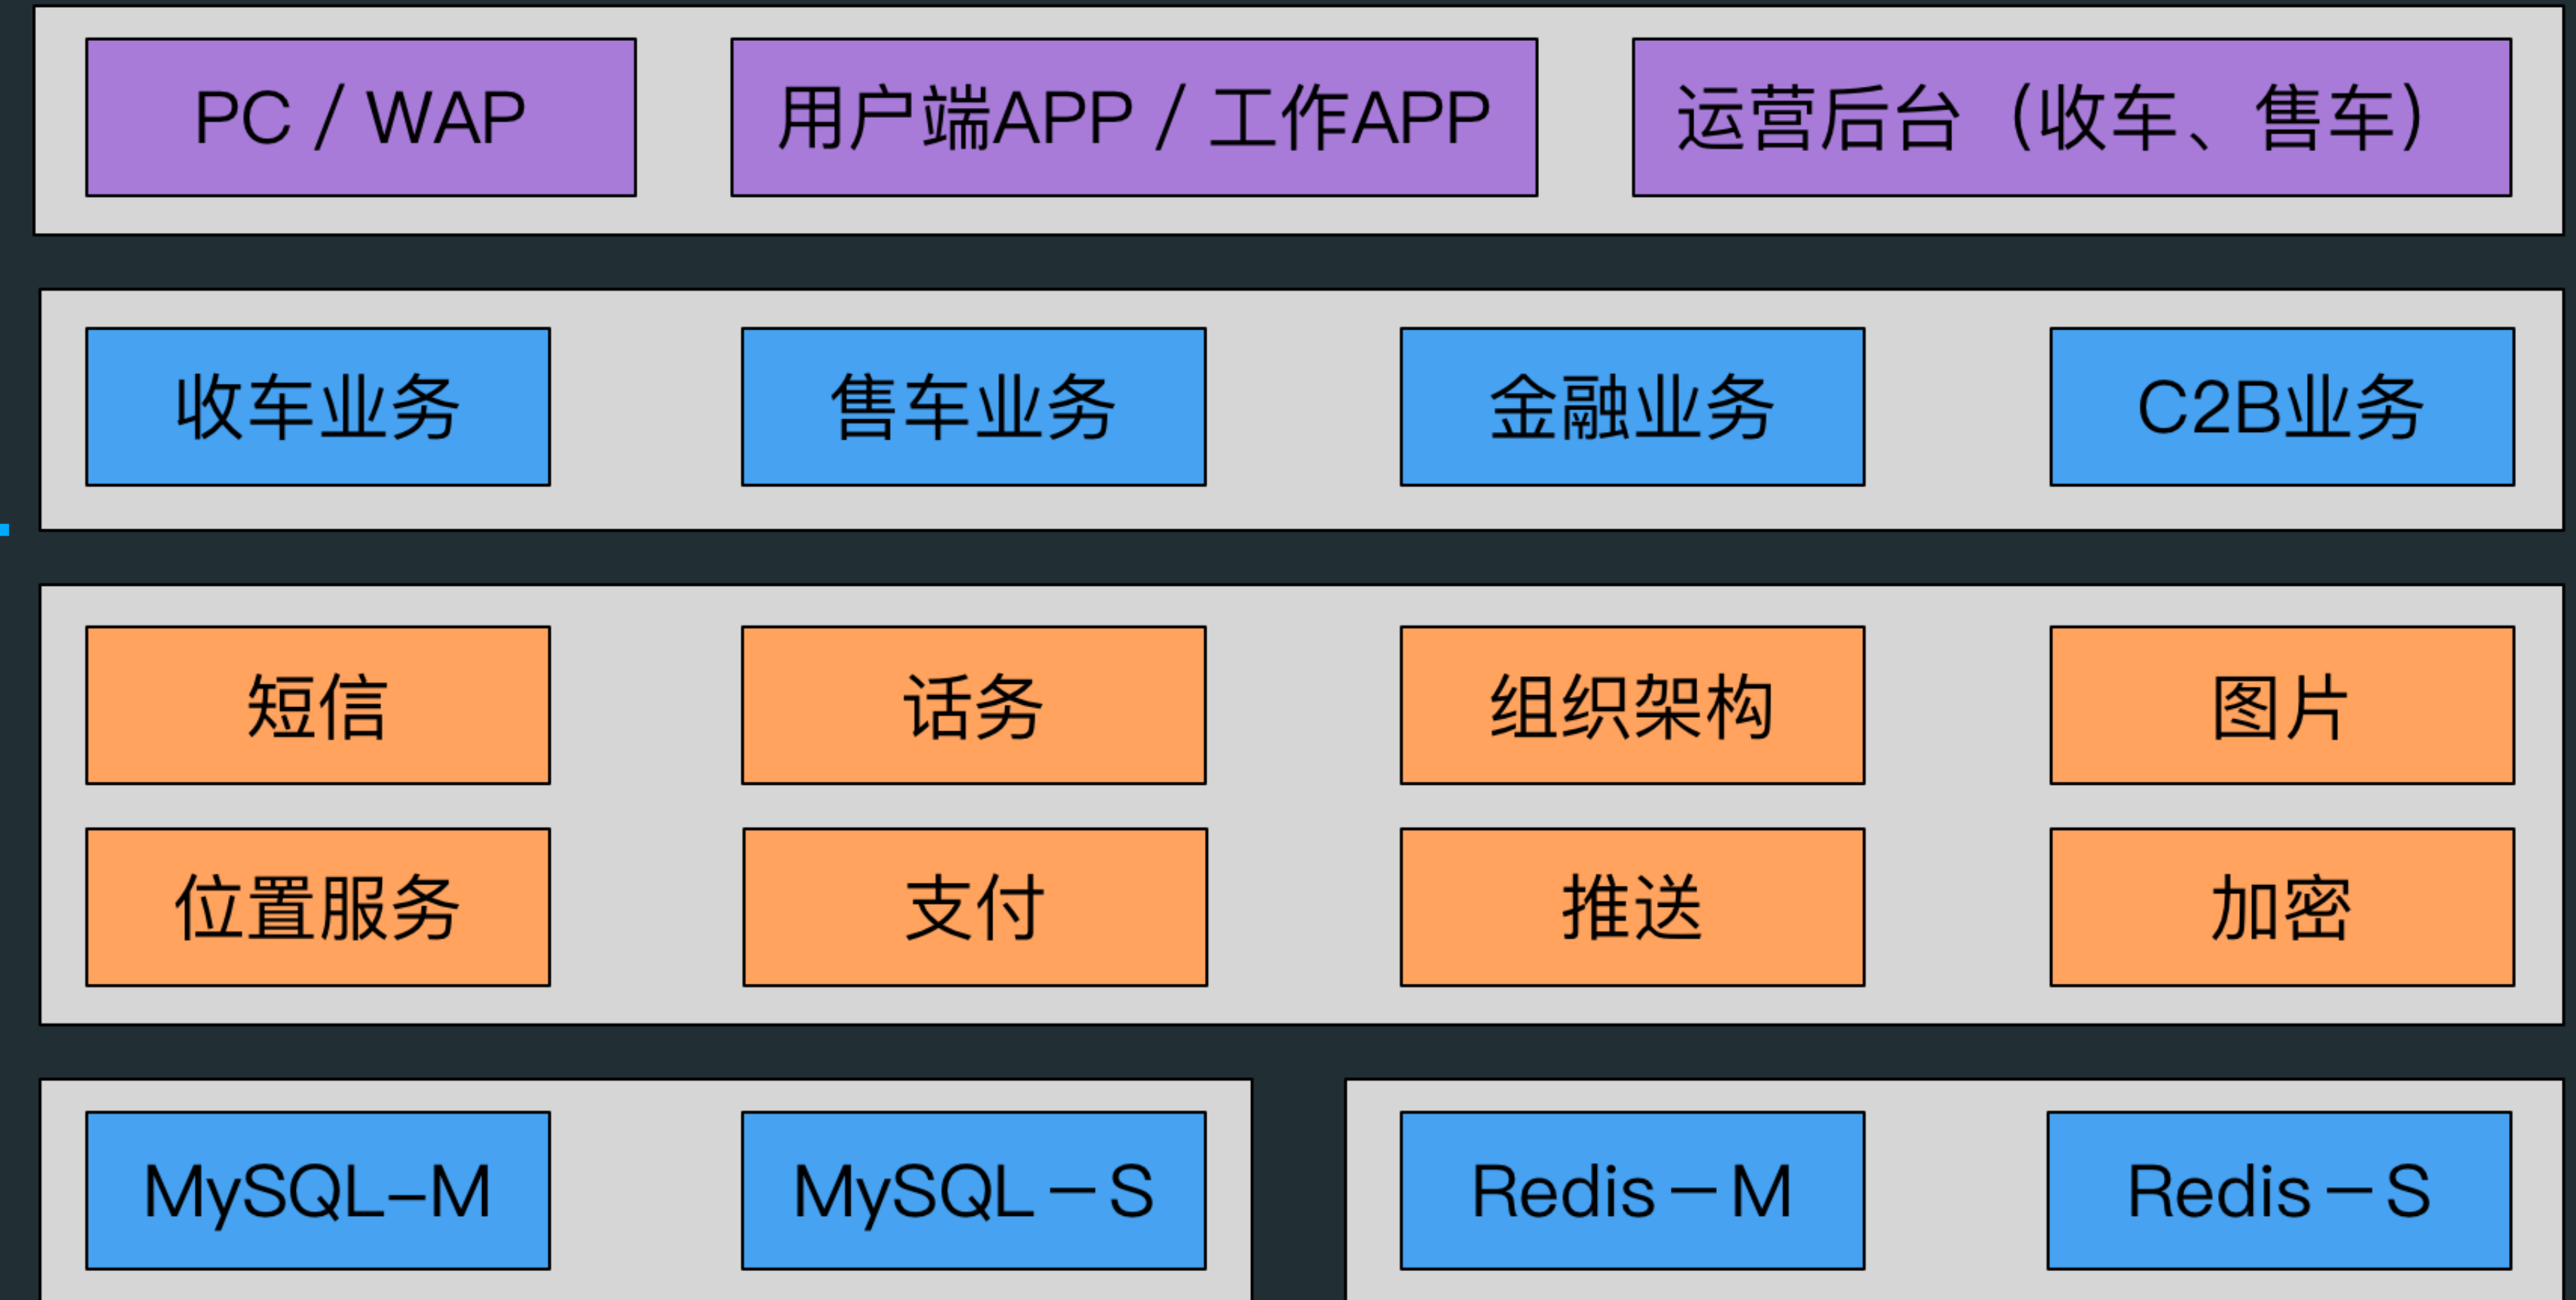 PC / WAP
用户端APP / 工作APP
运营后台（收车、售车）
收车业务
售车业务
金融业务
C2B业务
短信
话务
组织架构
图片
位置服务
支付
推送
加密
MySQL-M
MySQL－S
Redis－M
Redis－S